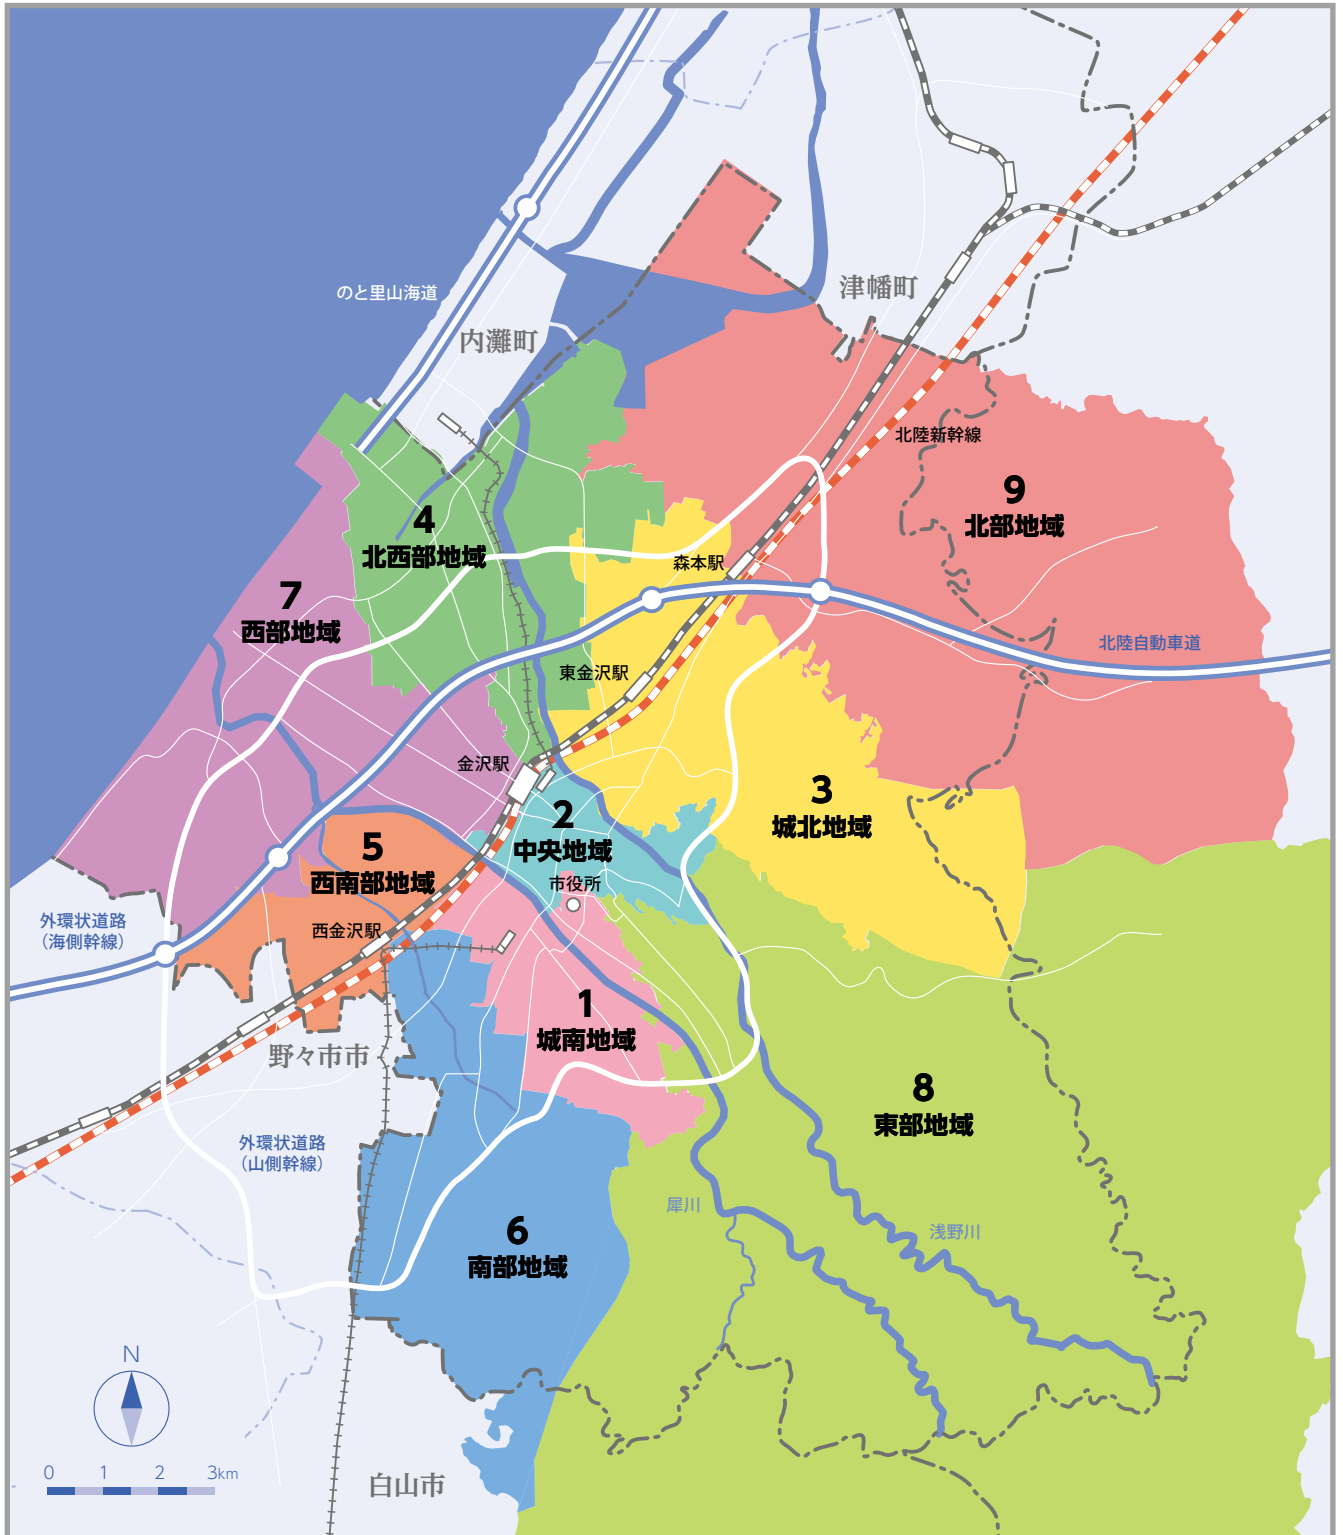 のと里山海道
津幡町
内灘町
北陸新幹線
9
北部地域
4
北西部地域
森本駅
7
西部地域
北陸自動車道
東金沢駅
金沢駅
3
城北地域
2
中央地域
5
西南部地域
市役所
外環状道路
（海側幹線）
西金沢駅
1
城南地域
野々市市
8
東部地域
外環状道路
（山側幹線）
犀川
浅野川
6
南部地域
N
0 1 2 3km
白山市